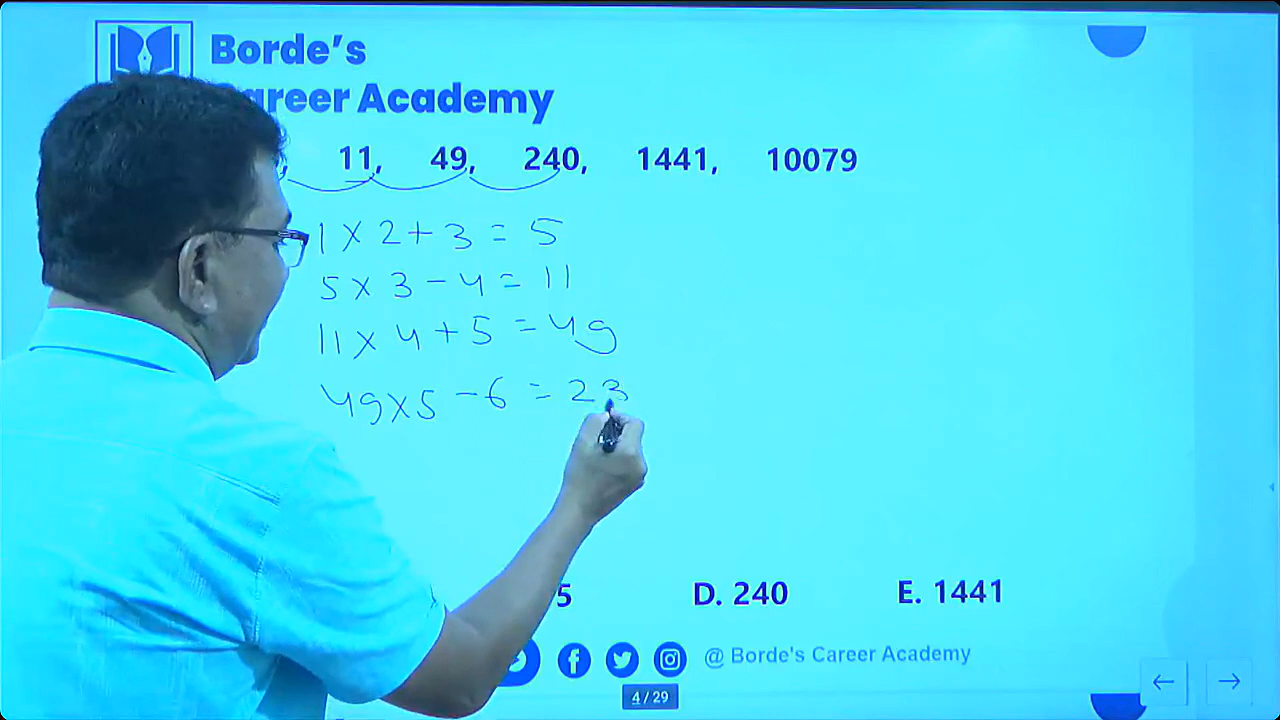 Borde's
Career Academy
11, 49, 240, 1441, 10079
1 x 2 + 3 = 5
5 x 3 - 4 = 11
11 x 4 + 5 = 49
49 x 5 - 6 = 23
5 D. 240 E. 1441
@ Borde's Career Academy
4 / 29